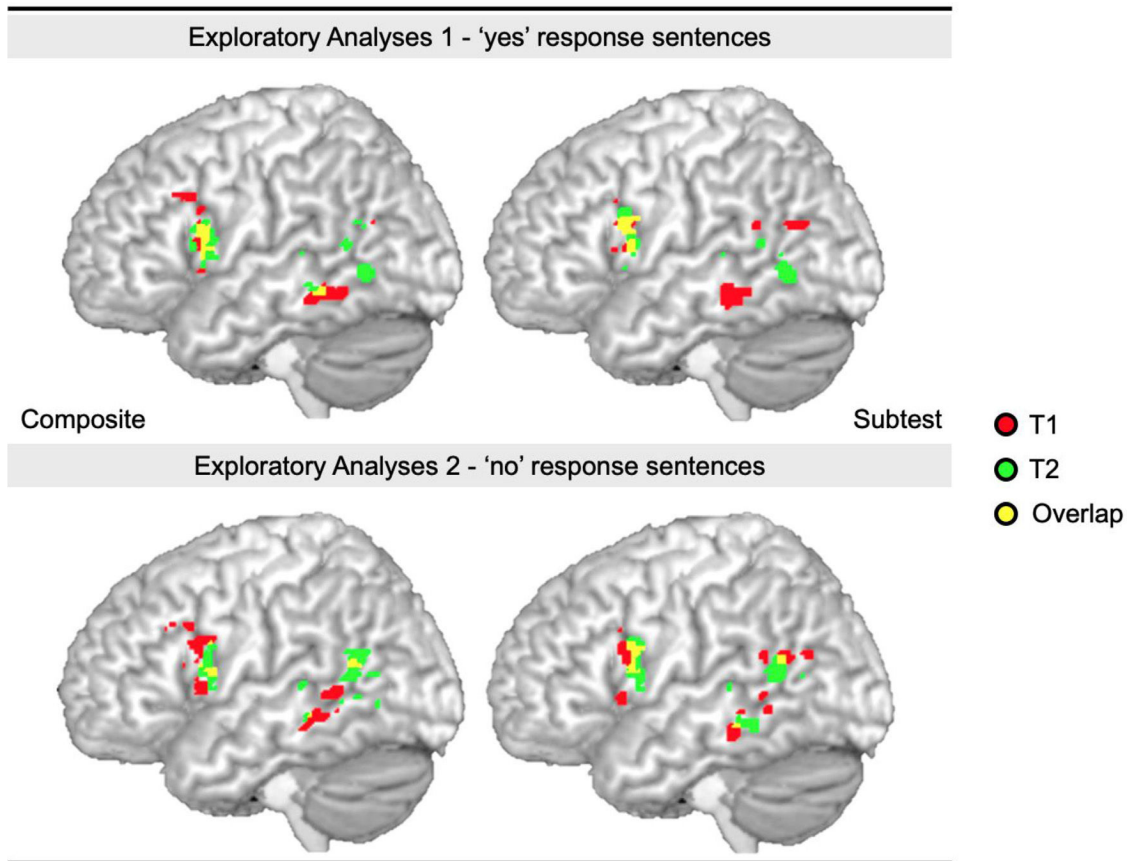 Exploratory Analyses 1 - ‘yes’ response sentences
Composite
Subtest
Exploratory Analyses 2 - ‘no’ response sentences
T1
T2
Overlap